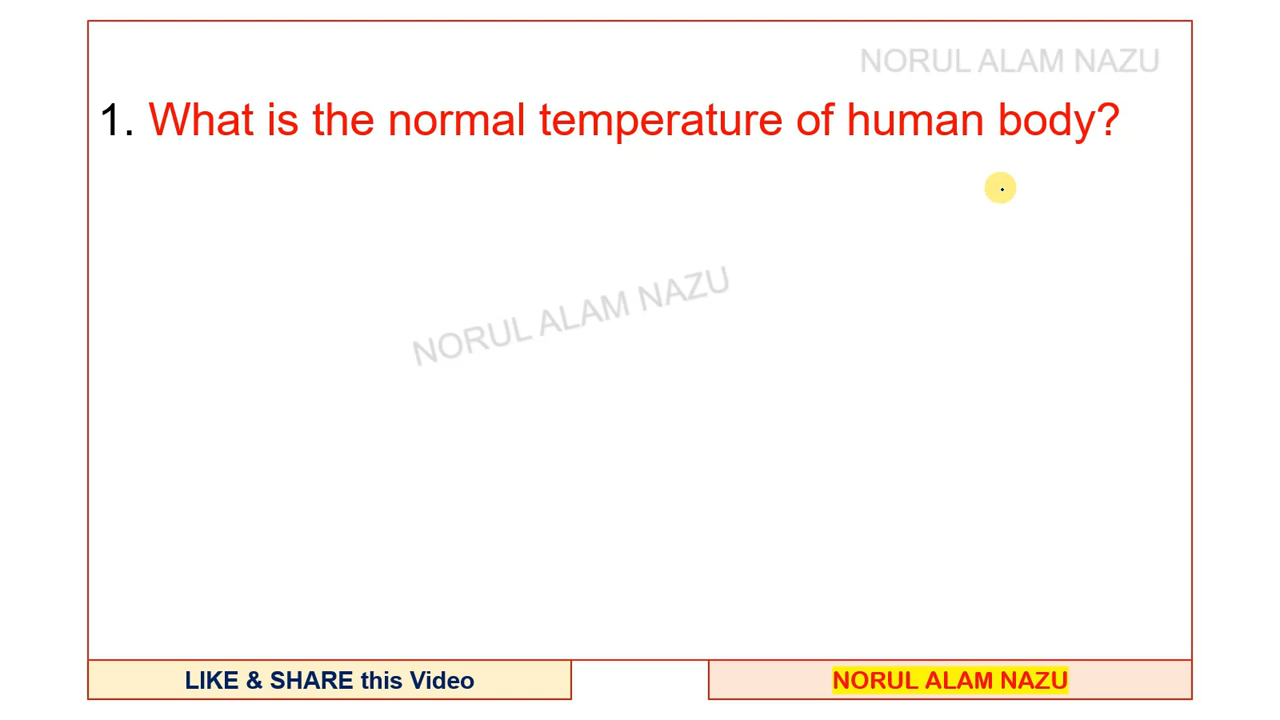 NORUL ALAM NAZU
1. What is the normal temperature of human body?
NORUL ALAM NAZU
LIKE & SHARE this Video
NORUL ALAM NAZU